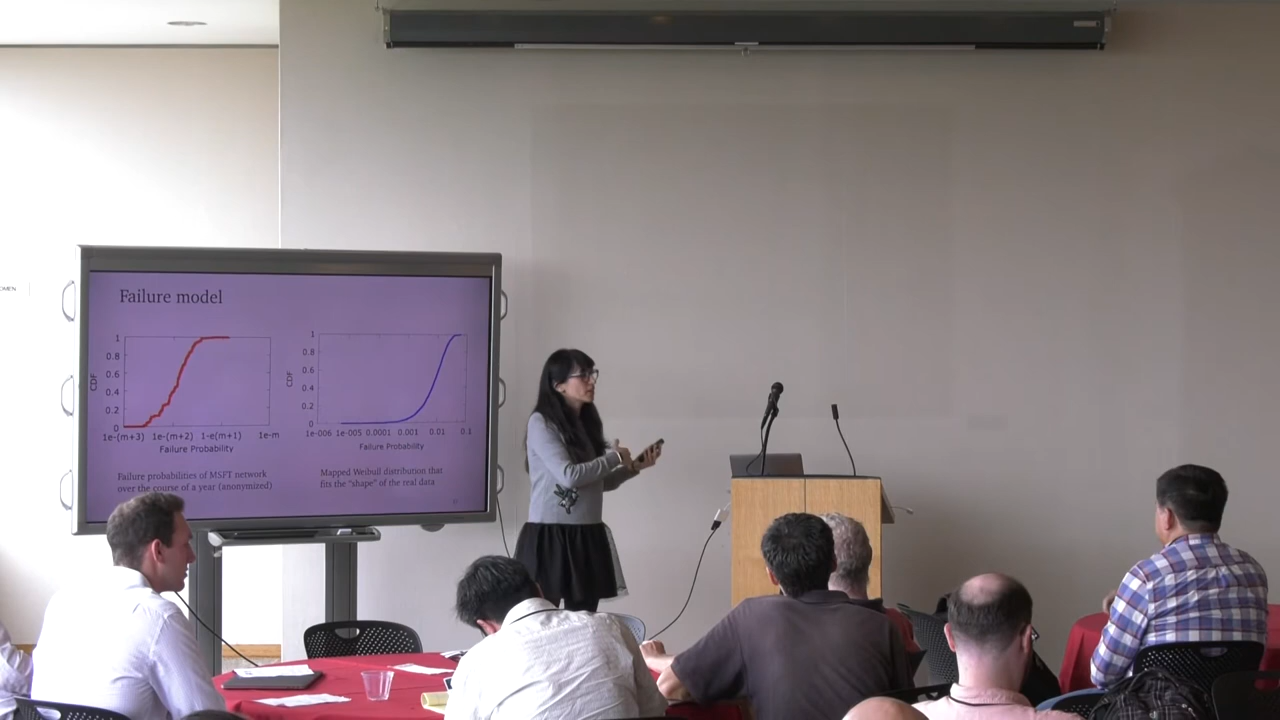 OMEN
Failure model
1
0.8
0.6
0.4
0.2
0
CDF
1e-(m+3) 1e-(m+2) 1-e(m+1) 1e-m
Failure Probability
Failure probabilities of MSFT network
over the course of a year (anonymized)
1
0.8
0.6
0.4
0.2
0
CDF
1e-006 1e-005 0.0001 0.001 0.01 0.1
Failure Probability
Mapped Weibull distribution that
fits the "shape" of the real data